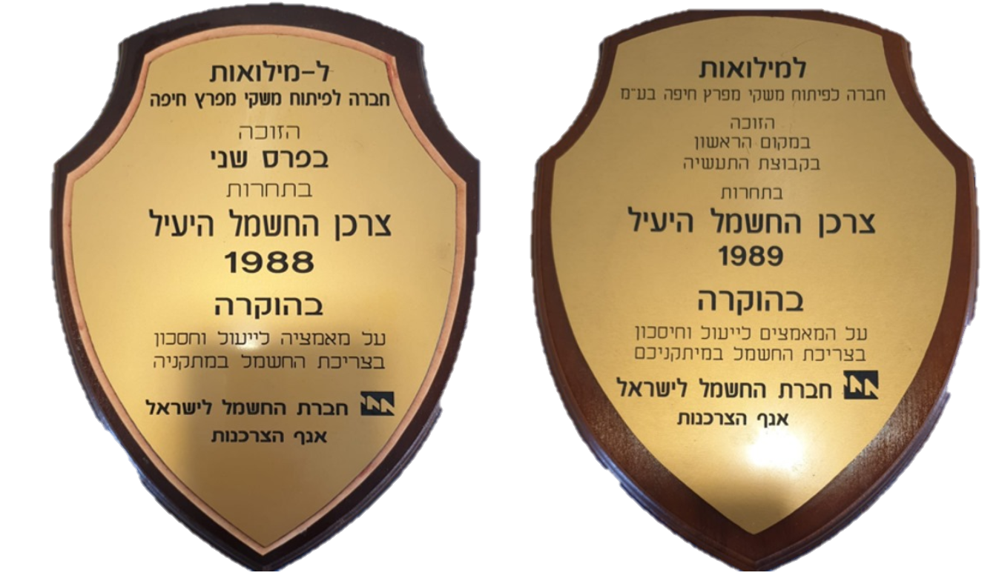 ל-מילואות
חברה לפיתוח משקי מפרץ חיפה
הזוכה
בפרס שני
בתחרות
צרכן החשמל היעיל
1988
בהוקרה
על מאמציה לייעול וחסכון
בצריכת החשמל במתקניה
חברת החשמל לישראל
אגף הצרכנות
למילואות
חברה לפיתוח משקי מפרץ חיפה בע״מ
הזוכה
במקום הראשון
בקבוצת התעשיה
בתחרות
צרכן החשמל היעיל
1989
בהוקרה
על המאמצים לייעול וחיסכון
בצריכת החשמל במיתקניכם
חברת החשמל לישראל
אגף הצרכנות